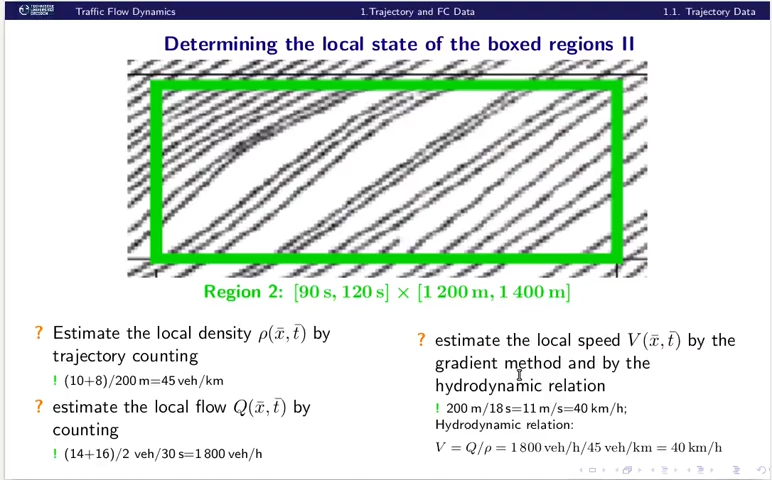 TECHNISCHE
UNIVERSITÄT
DRESDEN
Traffic Flow Dynamics
1.Trajectory and FC Data
1.1. Trajectory Data
Determining the local state of the boxed regions II
Region 2: [90 s, 120 s] × [1 200 m, 1 400 m]
? Estimate the local density ρ(x̄, t̄) by
trajectory counting
! (10+8)/200 m=45 veh/km
? estimate the local flow Q(x̄, t̄) by
counting
! (14+16)/2 veh/30 s=1 800 veh/h
? estimate the local speed V(x̄, t̄) by the
gradient method and by the
hydrodynamic relation
! 200 m/18 s=11 m/s=40 km/h;
Hydrodynamic relation:
V = Q/ρ = 1 800 veh/h/45 veh/km = 40 km/h